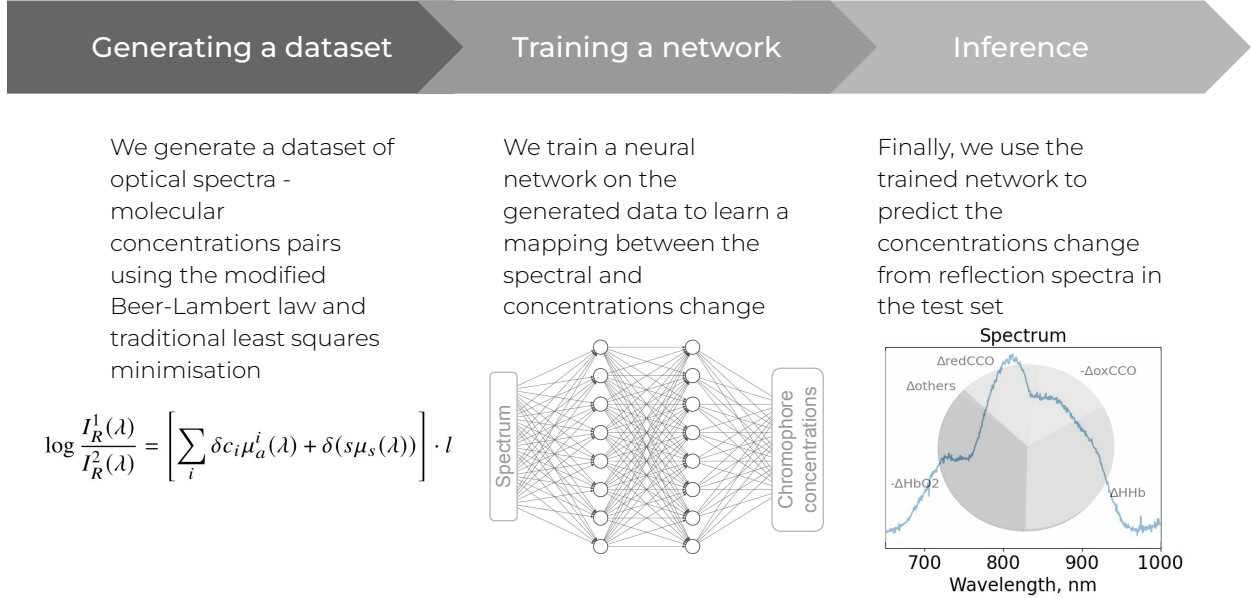 Generating a dataset
Training a network
Inference
We generate a dataset of
optical spectra -
molecular
concentrations pairs
using the modified
Beer-Lambert law and
traditional least squares
minimisation
log I_R^1(λ) / I_R^2(λ) = [∑_i δc_i μ_a^i(λ) + δ(sμ_s(λ))] · l
We train a neural
network on the
generated data to learn a
mapping between the
spectral and
concentrations change
Spectrum
Chromophore
concentrations
Finally, we use the
trained network to
predict the
concentrations change
from reflection spectra in
the test set
Spectrum
ΔredCCO
-ΔoxCCO
Δothers
-ΔHbO2
ΔHHb
700 800 900 1000
Wavelength, nm